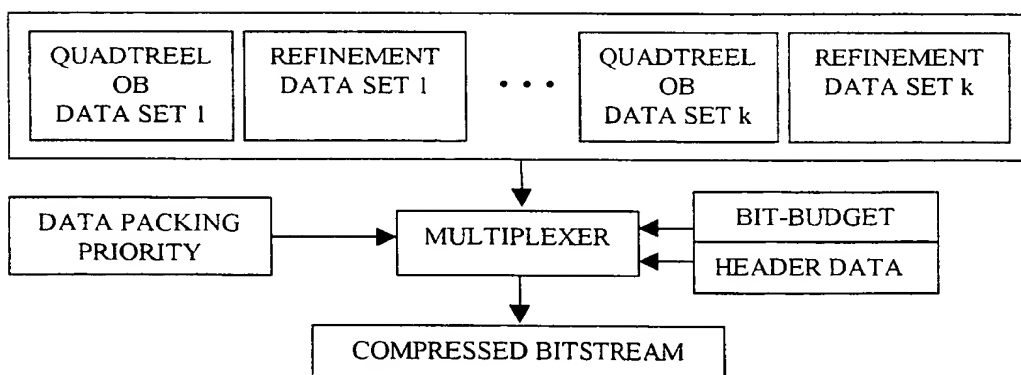 QUADTREEL
OB
DATA SET 1
REFINEMENT
DATA SET 1
• • •
QUADTREEL
OB
DATA SET k
REFINEMENT
DATA SET k
DATA PACKING
PRIORITY
MULTIPLEXER
BIT-BUDGET
HEADER DATA
COMPRESSED BITSTREAM